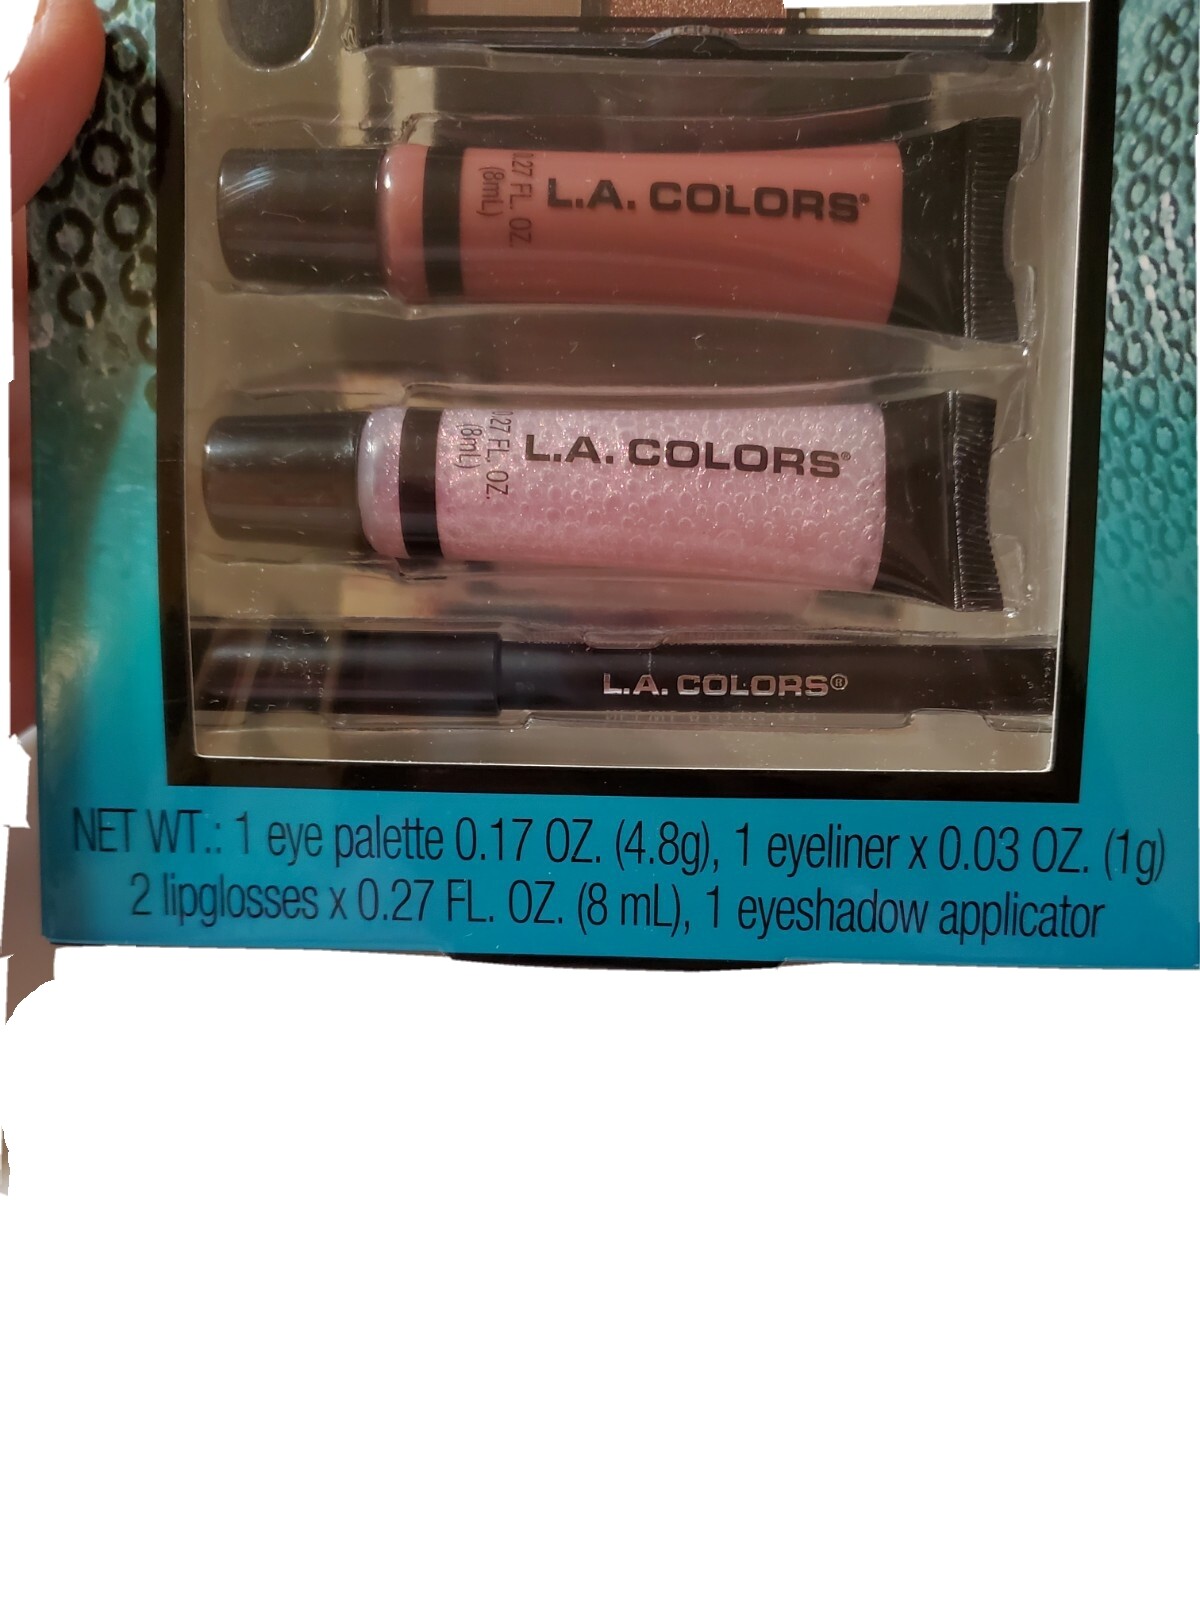 L.A. COLORS®
.27 FL. OZ.
(8mL)
L.A. COLORS®
0.27 FL. OZ.
(8mL)
L.A. COLORS®
NET WT.: 1 eye palette 0.17 OZ. (4.8g), 1 eyeliner x 0.03 OZ. (1g)
2 lipglosses x 0.27 FL. OZ. (8 mL), 1 eyeshadow applicator